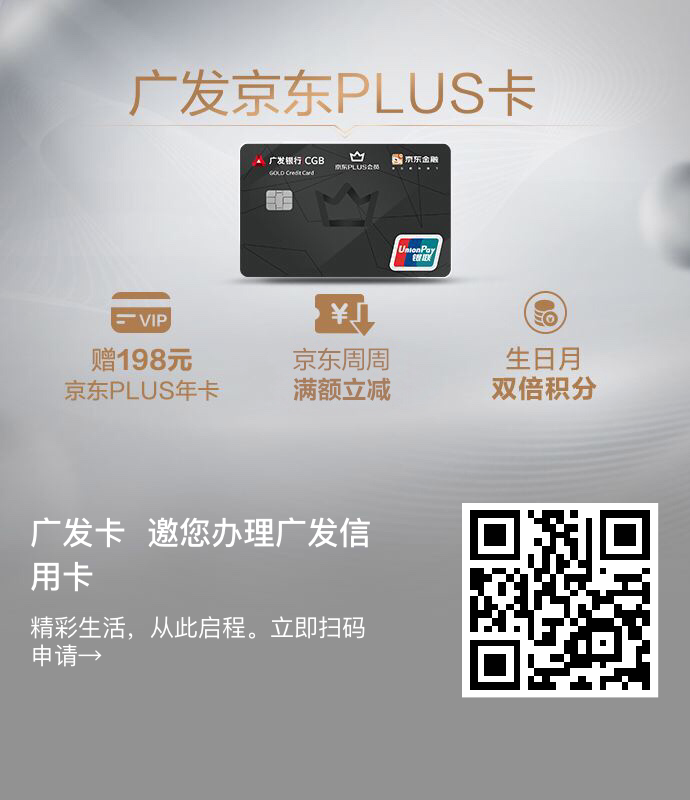 广发京东PLUS卡
广发银行 CGB
GOLD Credit Card
京东PLUS会员
京东金融
UnionPay
银联
VIP
¥
赠198元
京东PLUS年卡
京东周周
满额立减
生日月
双倍积分
广发卡 邀您办理广发信
用卡
精彩生活，从此启程。立即扫码
申请→